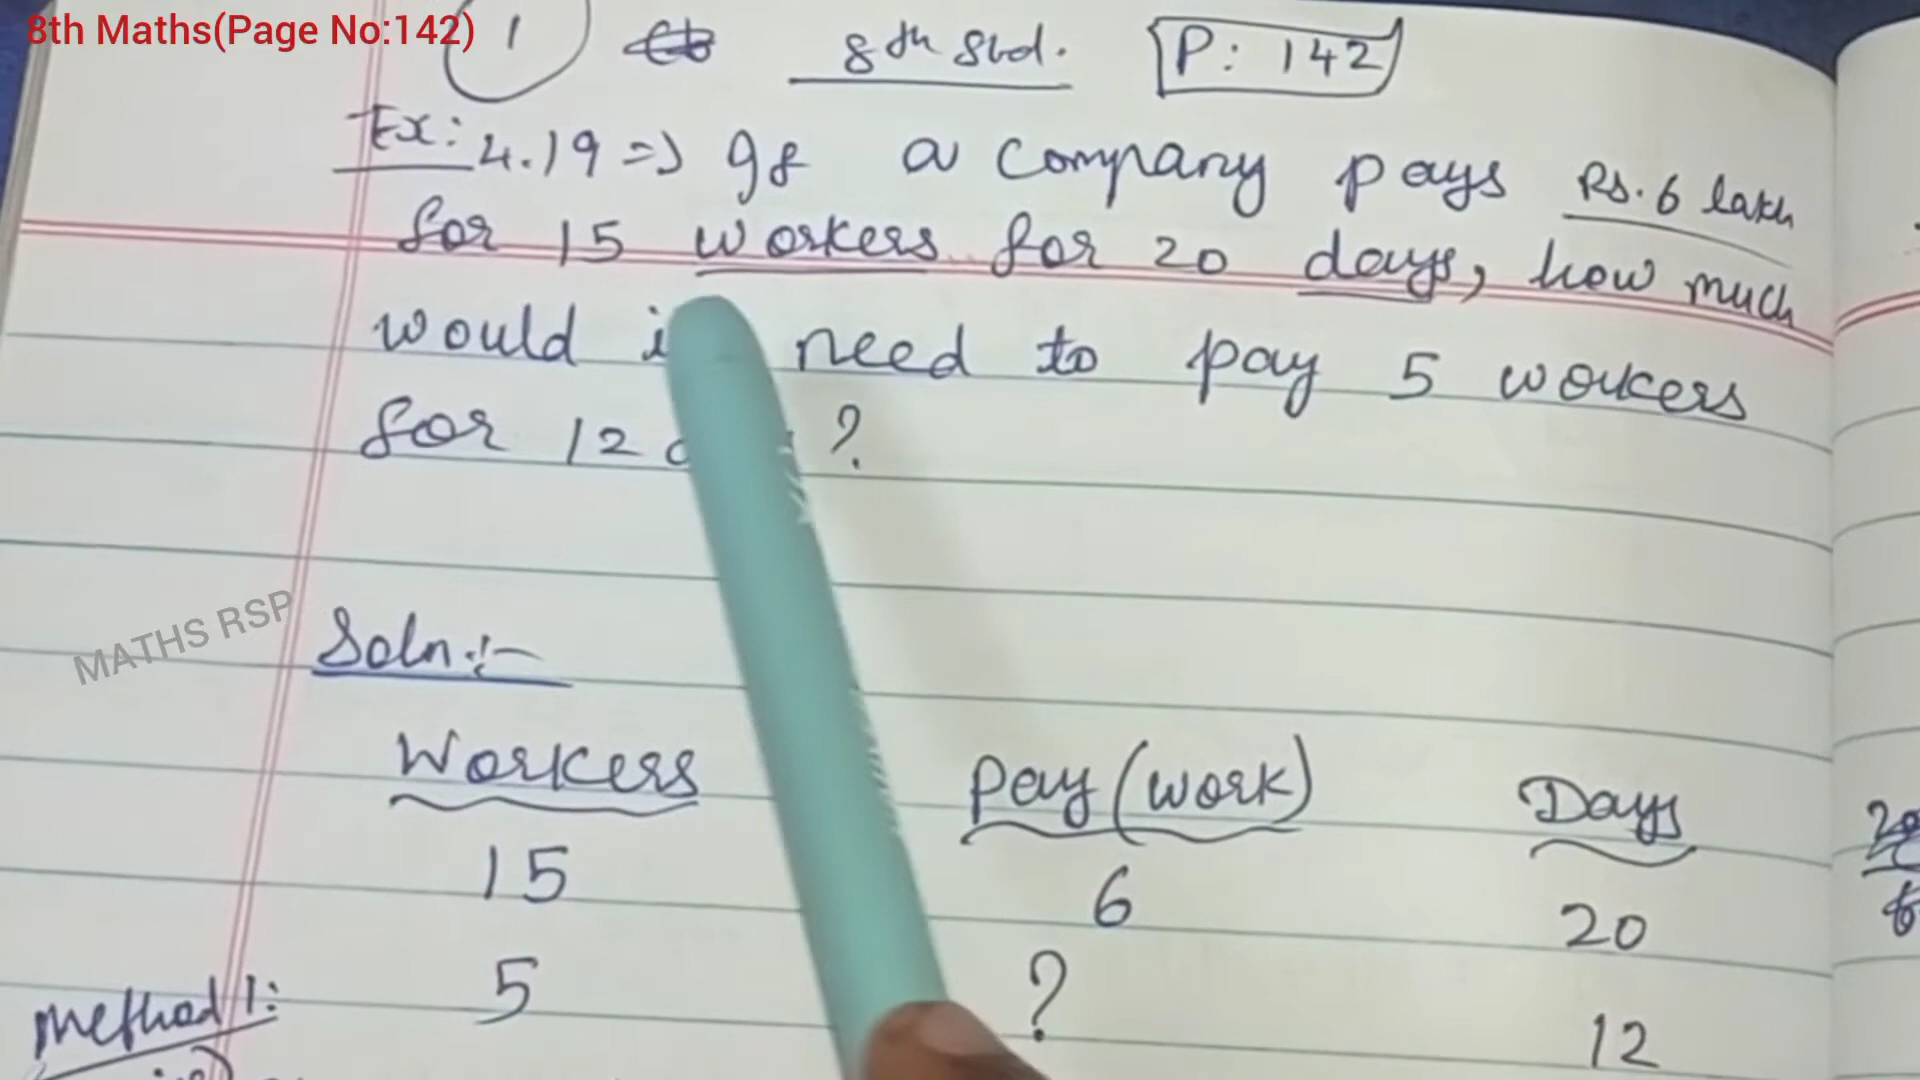 8th Maths(Page No:142)
1 8th Std. P: 142
Ex: 4.19 => If a company pays Rs. 6 lakh
for 15 workers for 20 days, how much
would need to pay 5 workers
for 12 ?
MATHS RSP
Soln:-
Workers Pay (work) Days
15 6 20
5 ? 12
Method 1: